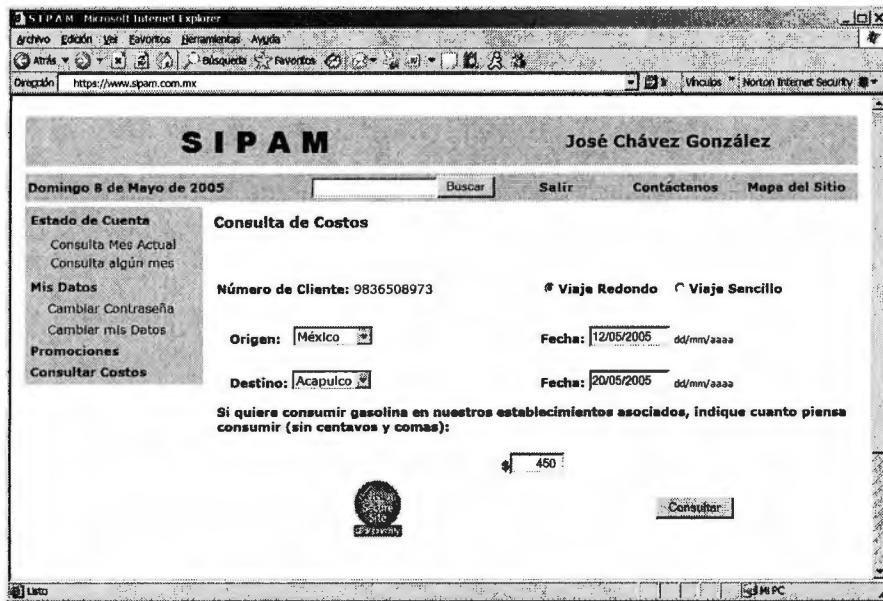 S I P A M - Microsoft Internet Explorer
Archivo Edición Ver Favoritos Herramientas Ayuda
Atrás Búsqueda Favoritos
Dirección https://www.sipam.com.mx Ir Vínculos Norton Internet Security
S I P A M José Chávez González
Domingo 8 de Mayo de 2005 Buscar Salir Contáctenos Mapa del Sitio
Estado de Cuenta
Consulta Mes Actual
Consulta algún mes
Mis Datos
Cambiar Contraseña
Cambiar mis Datos
Promociones
Consultar Costos
Consulta de Costos
Número de Cliente: 9836508973 Viaje Redondo Viaje Sencillo
Origen: México Fecha: 12/05/2005 dd/mm/aaaa
Destino: Acapulco Fecha: 20/05/2005 dd/mm/aaaa
Si quiere consumir gasolina en nuestros establecimientos asociados, indique cuanto piensa
consumir (sin centavos y comas):
$ 450
Secure
Site
Consultar
Listo Mi PC